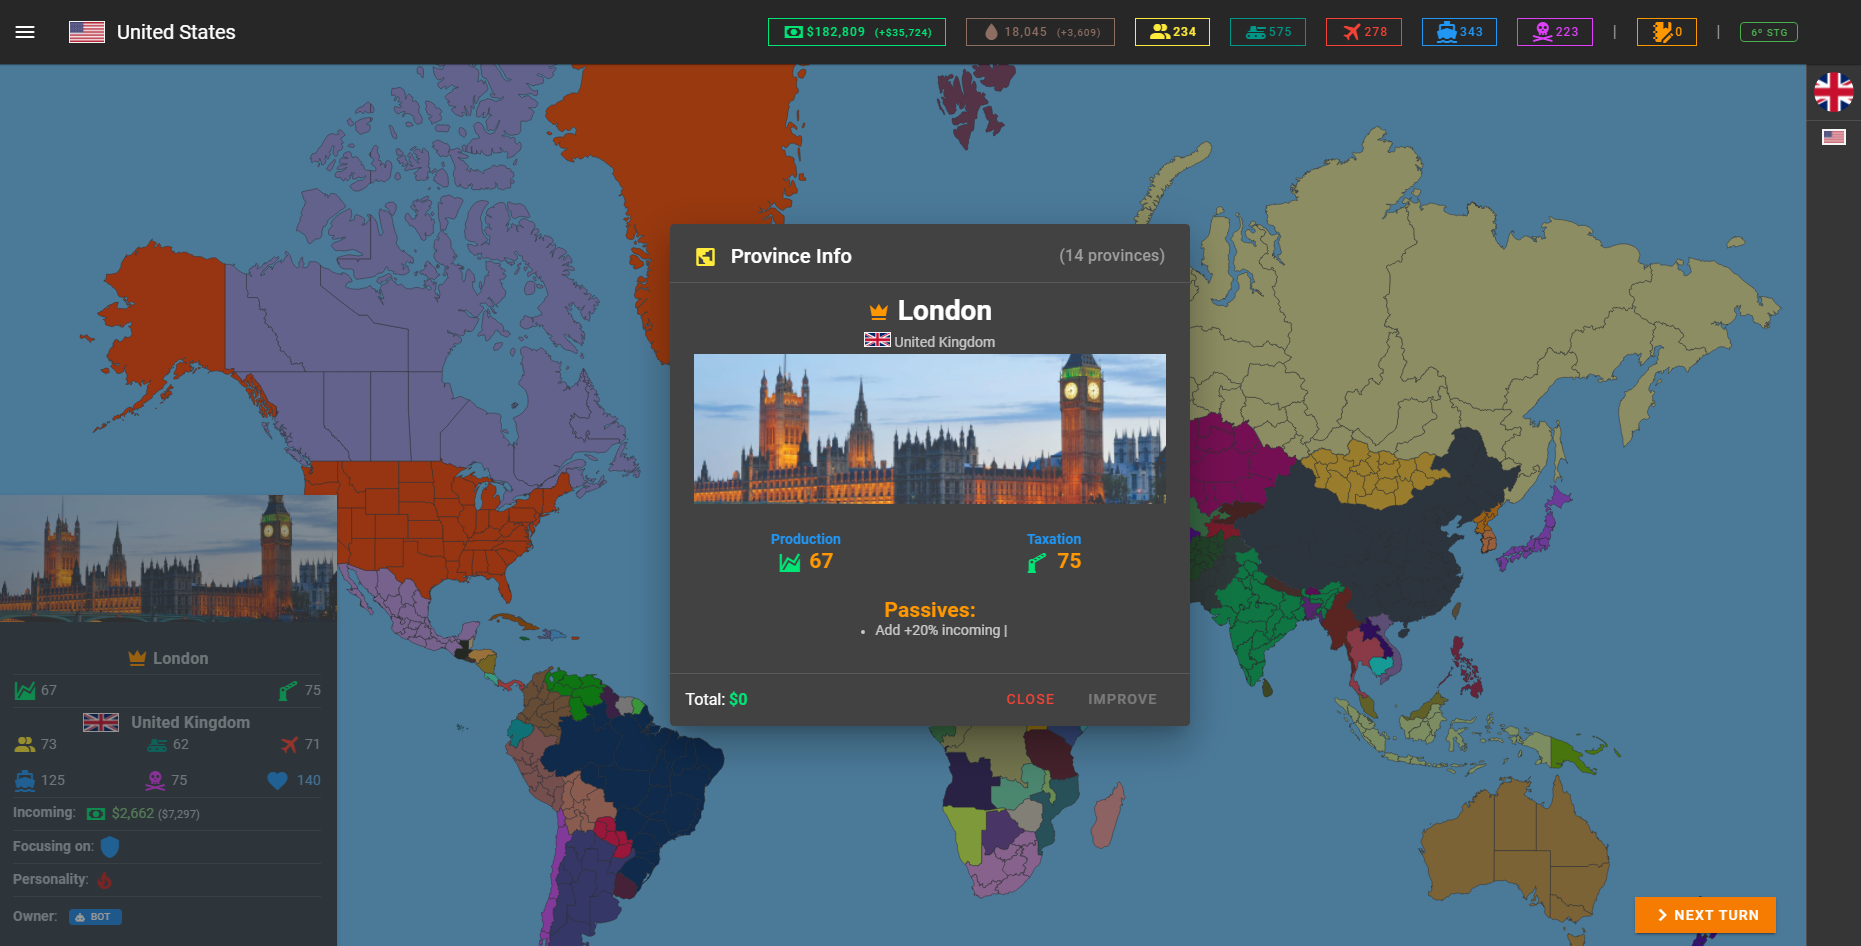 United States
$182,809 (+$35,724)
18,045 (+3,609)
234
575
278
343
223
|
0
|
6º STG
Province Info
(14 provinces)
London
United Kingdom
Production
67
Taxation
75
Passives:
• Add +20% incoming |
Total: $0
CLOSE
IMPROVE
London
67
75
United Kingdom
73
62
71
125
75
140
Incoming: $2,662 ($7,297)
Focusing on:
Personality:
Owner: BOT
NEXT TURN